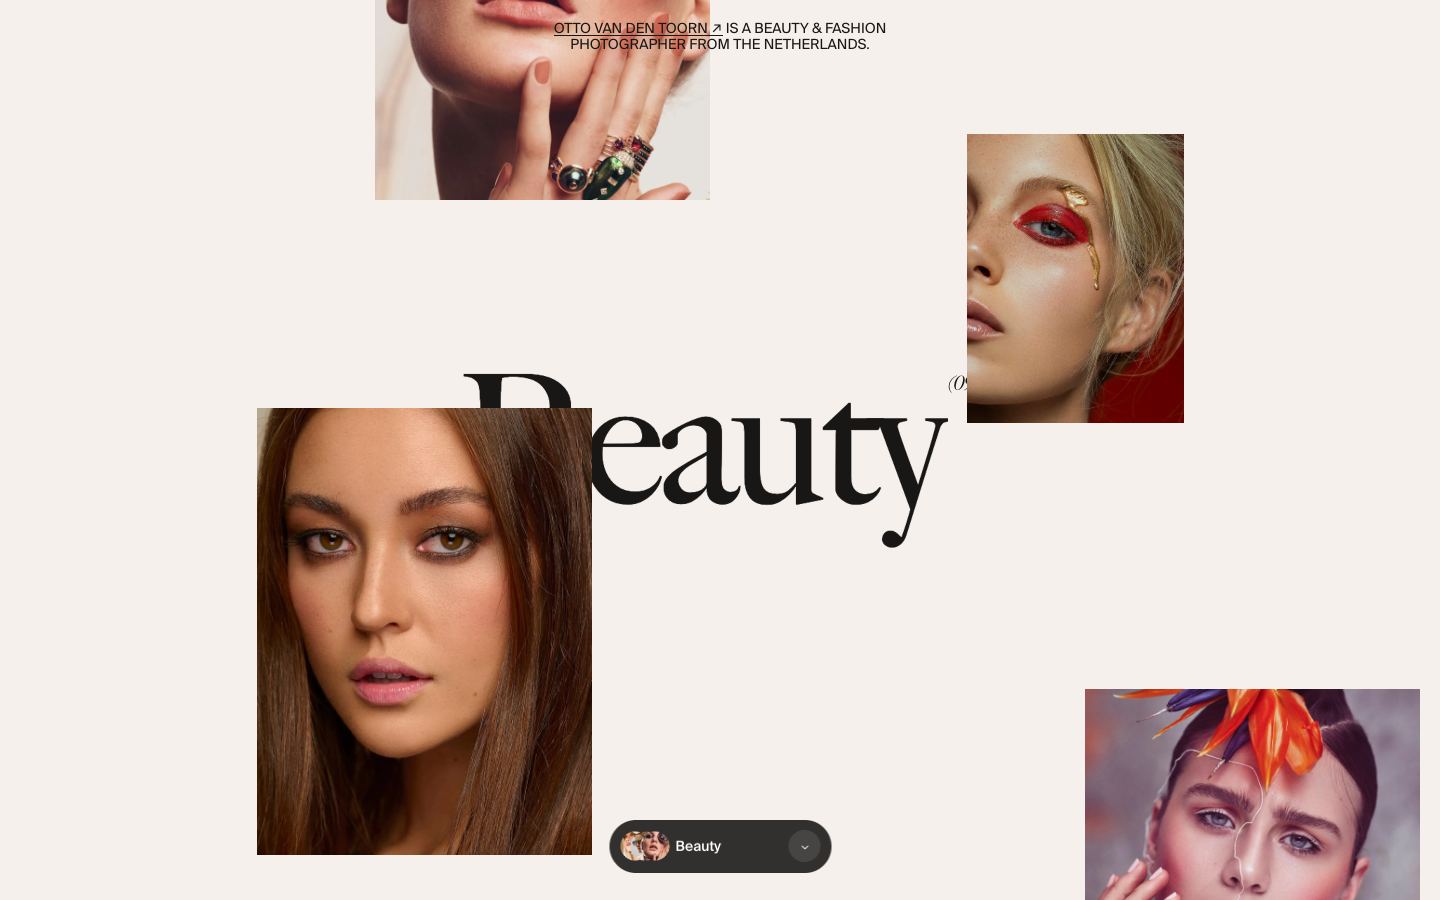 OTTO VAN DEN TOORN ↗ IS A BEAUTY & FASHION
PHOTOGRAPHER FROM THE NETHERLANDS.
Beauty
Beauty